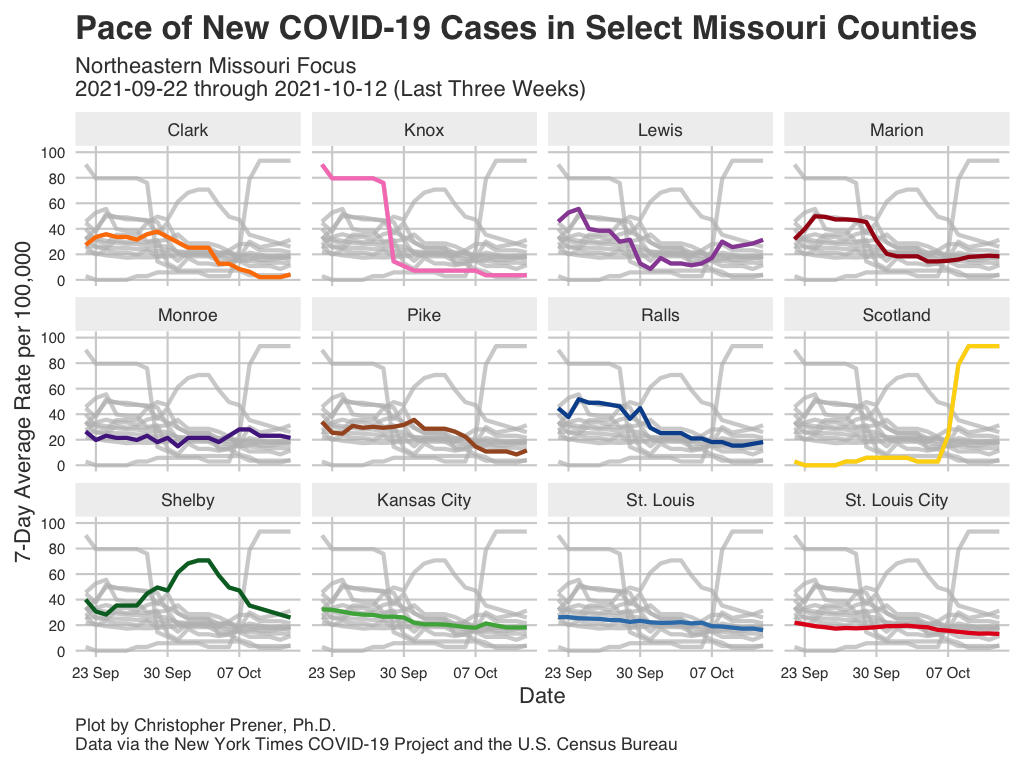 Pace of New COVID-19 Cases in Select Missouri Counties
Northeastern Missouri Focus
2021-09-22 through 2021-10-12 (Last Three Weeks)
Clark Knox Lewis Marion
100
80
60
40
20
0
Monroe Pike Ralls Scotland
100
80
60
40
20
0
Shelby Kansas City St. Louis St. Louis City
100
80
60
40
20
0
7-Day Average Rate per 100,000
23 Sep 30 Sep 07 Oct 23 Sep 30 Sep 07 Oct 23 Sep 30 Sep 07 Oct 23 Sep 30 Sep 07 Oct
Date
Plot by Christopher Prener, Ph.D.
Data via the New York Times COVID-19 Project and the U.S. Census Bureau